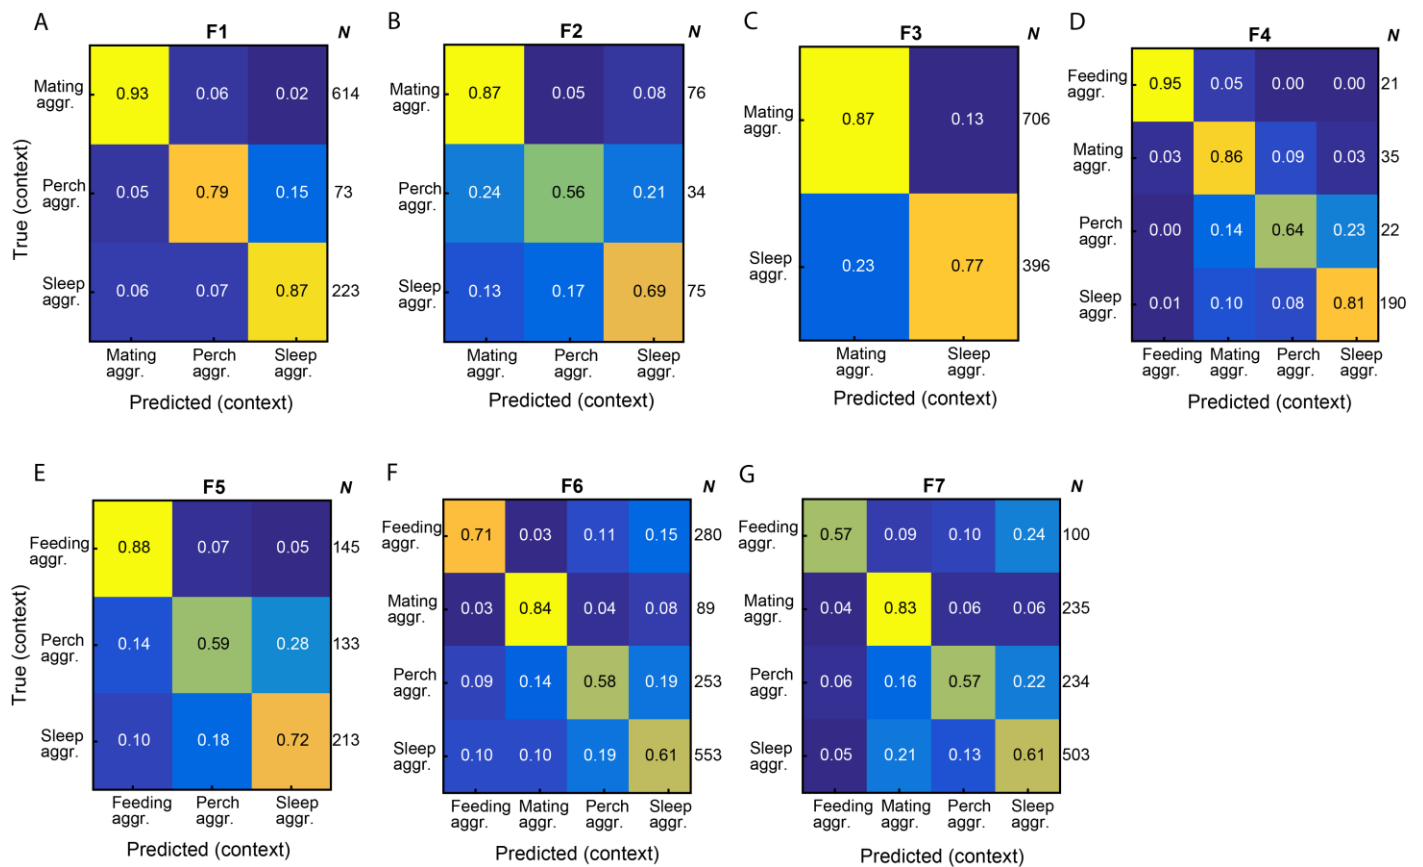 A
F1
N
Mating aggr.
0.93 0.06 0.02 614
Perch aggr.
0.05 0.79 0.15 73
Sleep aggr.
0.06 0.07 0.87 223
Mating aggr. Perch aggr. Sleep aggr.
True (context)
Predicted (context)
B
F2
N
0.87 0.05 0.08 76
0.24 0.56 0.21 34
0.13 0.17 0.69 75
Mating aggr. Perch aggr. Sleep aggr.
Predicted (context)
C
F3
N
Mating aggr.
0.87 0.13 706
Sleep aggr.
0.23 0.77 396
Mating aggr. Sleep aggr.
Predicted (context)
D
F4
N
Feeding aggr.
0.95 0.05 0.00 0.00 21
Mating aggr.
0.03 0.86 0.09 0.03 35
Perch aggr.
0.00 0.14 0.64 0.23 22
Sleep aggr.
0.01 0.10 0.08 0.81 190
Feeding aggr. Mating aggr. Perch aggr. Sleep aggr.
Predicted (context)
E
F5
N
Feeding aggr.
0.88 0.07 0.05 145
Perch aggr.
0.14 0.59 0.28 133
Sleep aggr.
0.10 0.18 0.72 213
Feeding aggr. Perch aggr. Sleep aggr.
True (context)
Predicted (context)
F
F6
N
Feeding aggr.
0.71 0.03 0.11 0.15 280
Mating aggr.
0.03 0.84 0.04 0.08 89
Perch aggr.
0.09 0.14 0.58 0.19 253
Sleep aggr.
0.10 0.10 0.19 0.61 553
Feeding aggr. Mating aggr. Perch aggr. Sleep aggr.
Predicted (context)
G
F7
N
Feeding aggr.
0.57 0.09 0.10 0.24 100
Mating aggr.
0.04 0.83 0.06 0.06 235
Perch aggr.
0.06 0.16 0.57 0.22 234
Sleep aggr.
0.05 0.21 0.13 0.61 503
Feeding aggr. Mating aggr. Perch aggr. Sleep aggr.
Predicted (context)